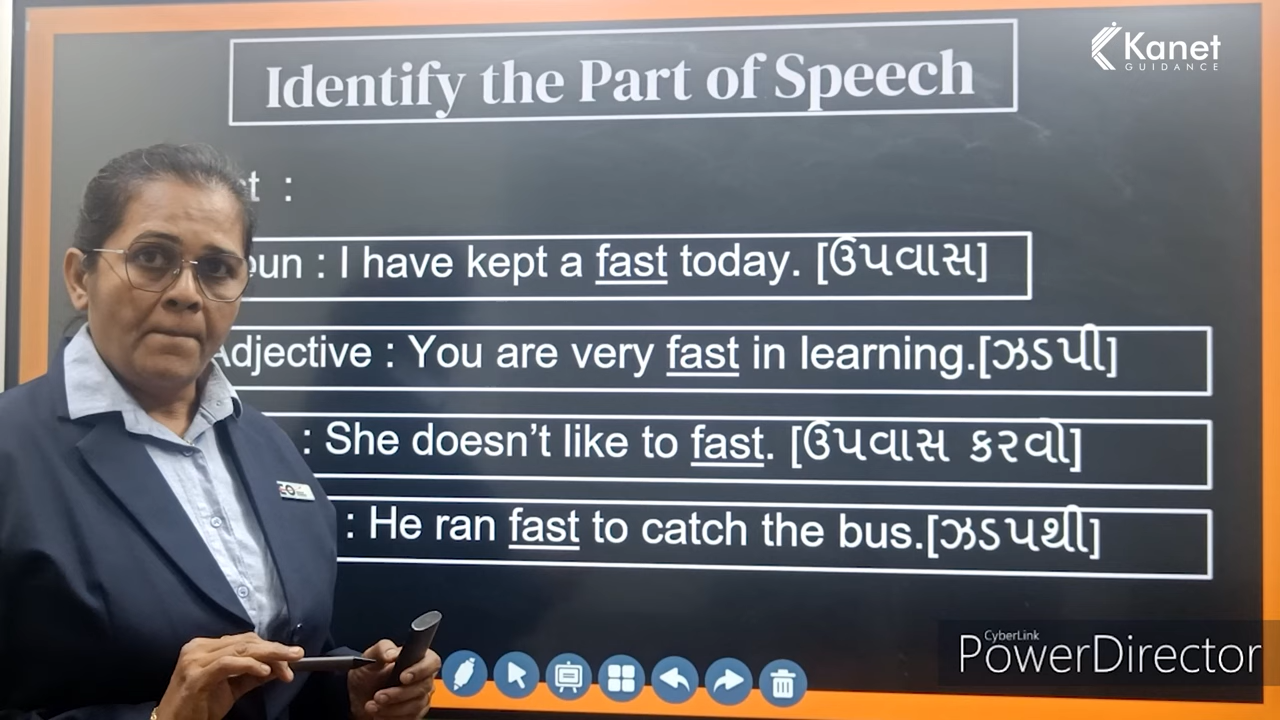 Kanet
GUIDANCE
Identify the Part of Speech
:
: I have kept a fast today. [ઉપવાસ]
Adjective : You are very fast in learning.[ઝડપી]
: She doesn't like to fast. [ઉપવાસ કરવો]
: He ran fast to catch the bus.[ઝડપથી]
CyberLink
PowerDirector